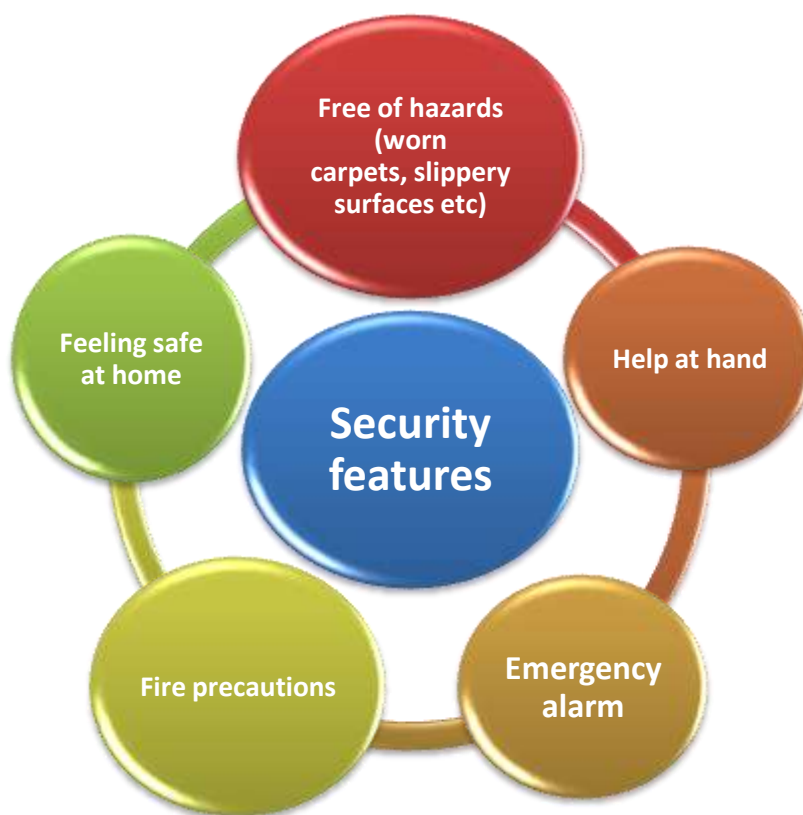 Free of hazards
(worn
carpets, slippery
surfaces etc)
Help at hand
Emergency
alarm
Fire precautions
Feeling safe
at home
Security
features